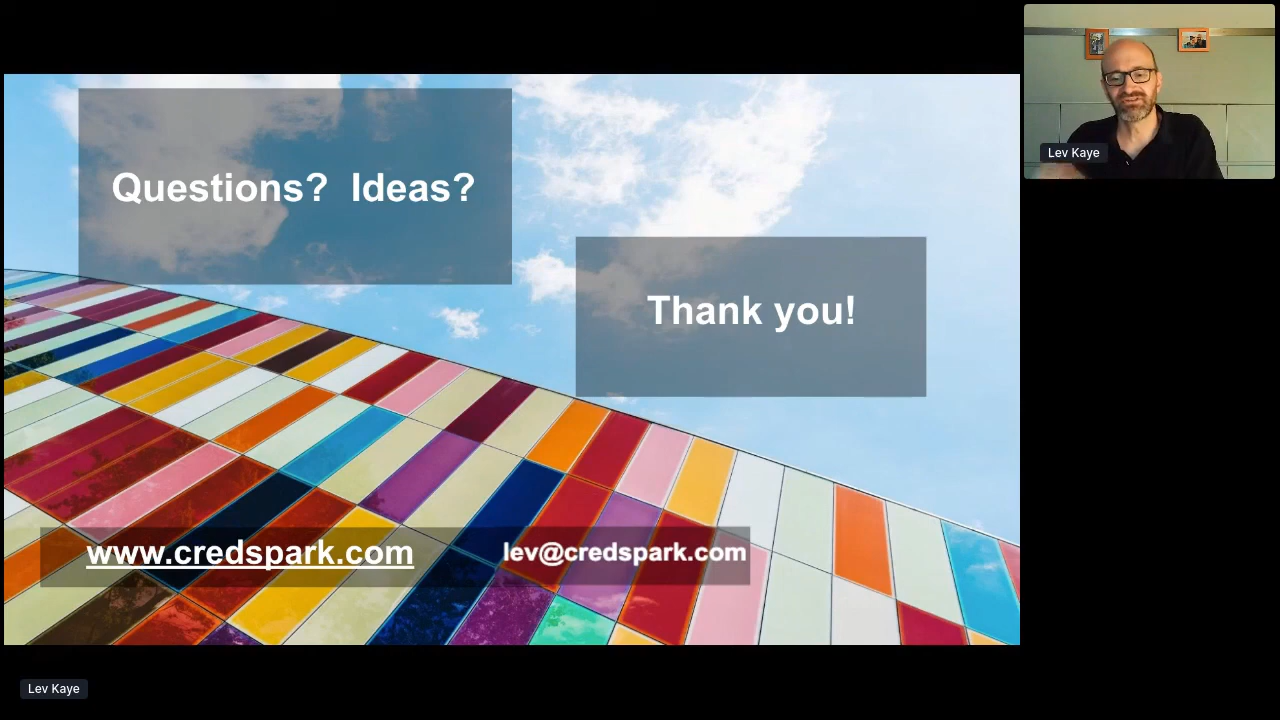 Questions?  Ideas?
Thank you!
www.credspark.com
lev@credspark.com
Lev Kaye
Lev Kaye